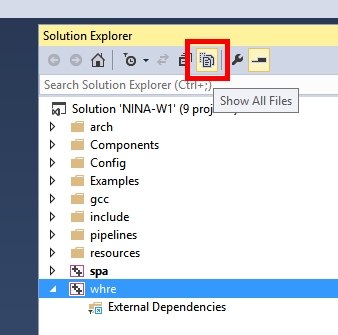 Solution Explorer
Search Solution Explorer (Ctrl+;)
Show All Files
Solution 'NINA-W1' (9 proj
arch
Components
Config
Examples
gcc
include
pipelines
resources
spa
whre
External Dependencies